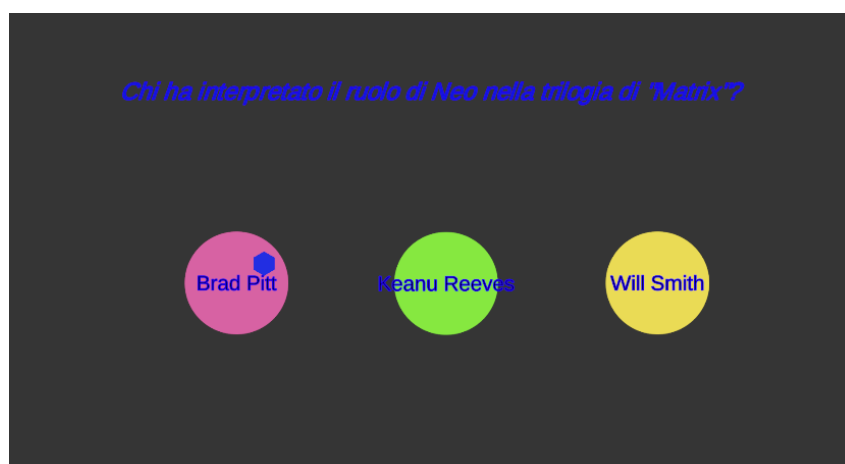 Chi ha interpretato il ruolo di Neo nella trilogia di "Matrix"?
Brad Pitt
Keanu Reeves
Will Smith